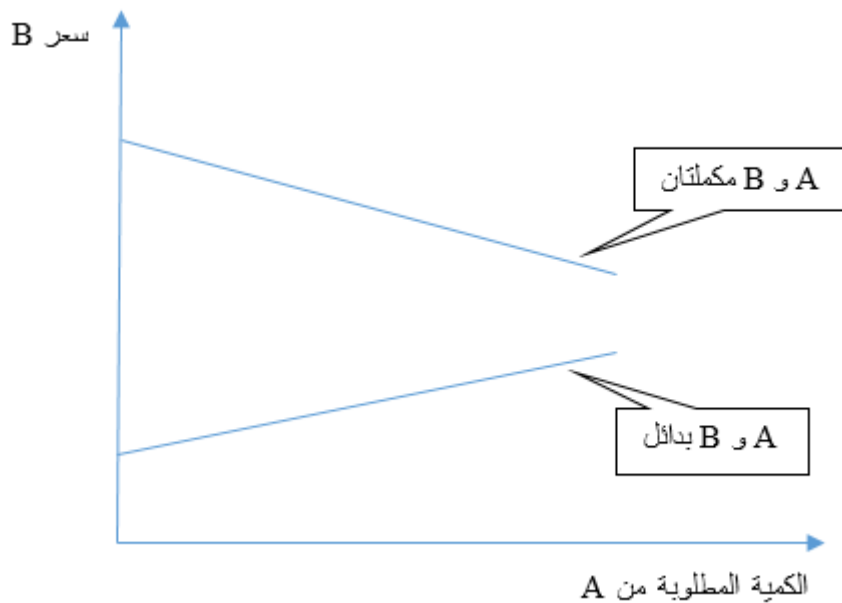 سعر B
A و B مكملتان
A و B بدائل
الكمية المطلوبة من A